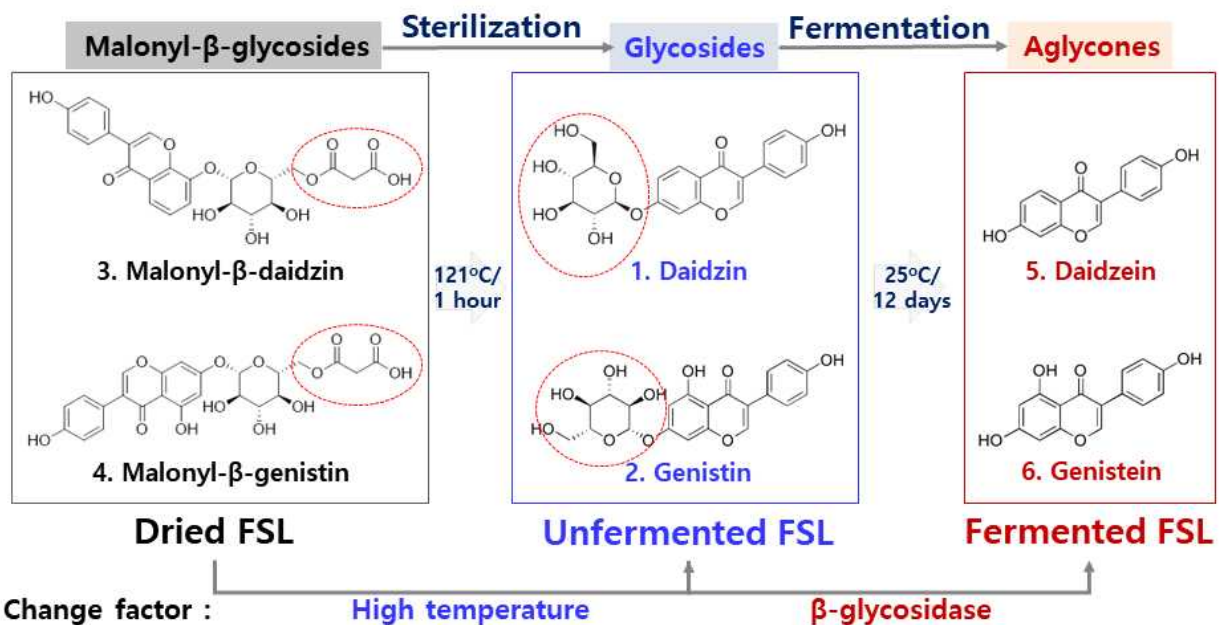 Malonyl-β-glycosides Sterilization Glycosides Fermentation Aglycones
HO
O
O
O
O
O
O O
OH
HO OH
OH
3. Malonyl-β-daidzin
O
O
O
O
O O
OH
HO OH
OH
O OH
HO
4. Malonyl-β-genistin
Dried FSL
121°C/
1 hour
HO
HO
HO
OH
O
O
O
O
OH
1. Daidzin
OH
HO OH
HO
O
O
OH O
O
OH
2. Genistin
Unfermented FSL
25°C/
12 days
OH
O
HO O
5. Daidzein
OH O
OH
HO O
6. Genistein
Fermented FSL
Change factor : High temperature β-glycosidase